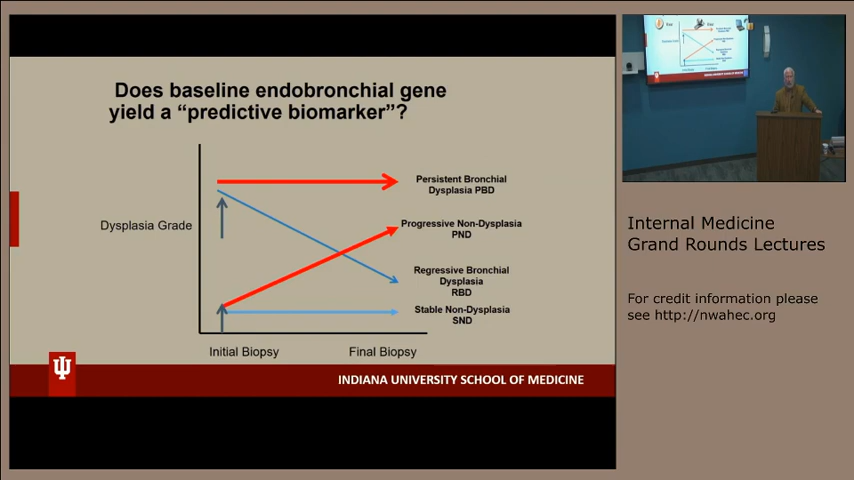 Does baseline endobronchial gene
yield a “predictive biomarker”?
Persistent Bronchial
Dysplasia PBD
Dysplasia Grade
Progressive Non-Dysplasia
PND
Regressive Bronchial
Dysplasia
RBD
Stable Non-Dysplasia
SND
Initial Biopsy
Final Biopsy
INDIANA UNIVERSITY SCHOOL OF MEDICINE
Internal Medicine
Grand Rounds Lectures
For credit information please
see http://nwahec.org